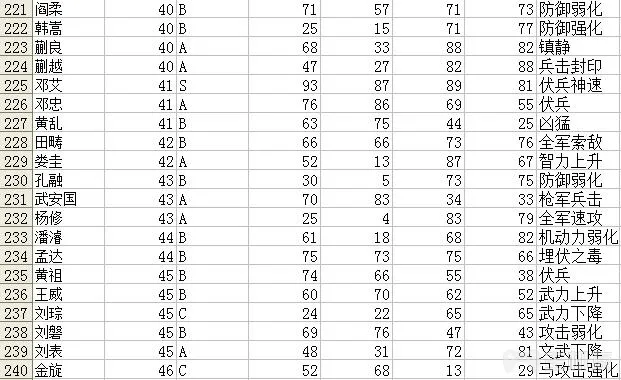 221 阎柔 40 B 71 57 71 73 防御弱化
222 韩嵩 40 B 25 15 71 77 防御强化
223 蒯良 40 A 68 33 88 82 镇静
224 蒯越 40 A 47 27 82 88 兵击封印
225 邓艾 41 S 93 87 89 81 伏兵神速
226 邓忠 41 A 76 86 69 55 伏兵
227 黄乱 41 B 63 75 44 25 凶猛
228 田畴 42 B 66 66 73 76 全军索敌
229 娄圭 42 A 52 13 87 67 智力上升
230 孔融 43 B 30 5 73 75 防御弱化
231 武安国 43 A 70 83 34 33 枪军兵击
232 杨修 43 A 25 4 83 79 全军速攻
233 潘濬 44 B 61 18 68 82 机动力弱化
234 孟达 44 B 75 73 75 66 埋伏之毒
235 黄祖 45 B 74 66 55 38 伏兵
236 王威 45 B 60 70 62 52 武力上升
237 刘琮 45 C 24 22 65 65 武力下降
238 刘磐 45 B 69 76 47 43 攻击弱化
239 刘表 45 A 48 31 72 81 文武下降
240 金旋 46 C 52 68 13 29 马攻击强化